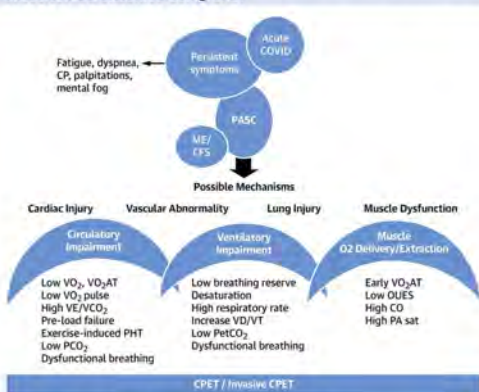 Acute
COVID
Persistent
symptoms
Fatigue, dyspnea,
CP, palpitations,
mental fog
PASC
ME/
CFS
Possible Mechanisms
Cardiac Injury
Vascular Abnormality
Lung Injury
Muscle Dysfunction
Circulatory
Impairment
Low VO2, VO2AT
Low VO2 pulse
High VE/VCO2
Pre-load failure
Exercise-induced PHT
Low PCO2
Dysfunctional breathing
Ventilatory
Impairment
Low breathing reserve
Desaturation
High respiratory rate
Increase VD/VT
Low PetCO2
Dysfunctional breathing
Muscle
O2 Delivery/Extraction
Early VO2AT
Low OUES
High CO
High PA sat
CPET / Invasive CPET